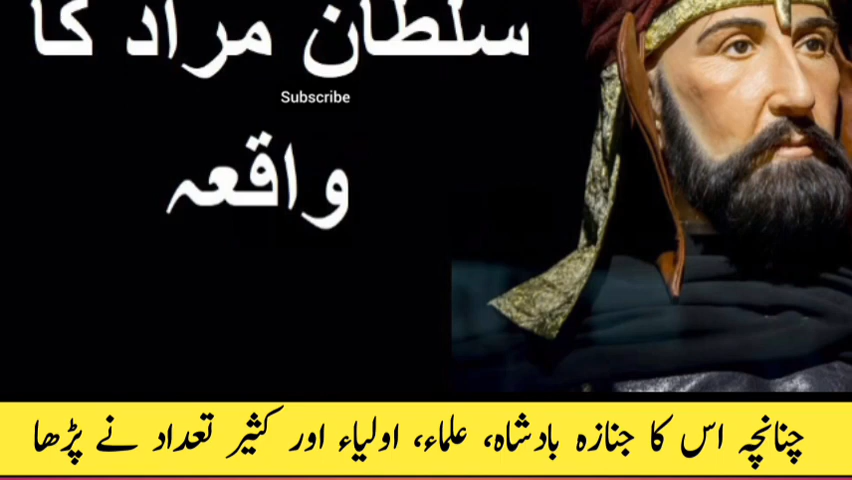 سلطان مراد کا
Subscribe
واقعہ
چنانچہ اس کا جنازہ بادشاہ، علماء، اولیاء اور کثیر تعداد نے پڑھا